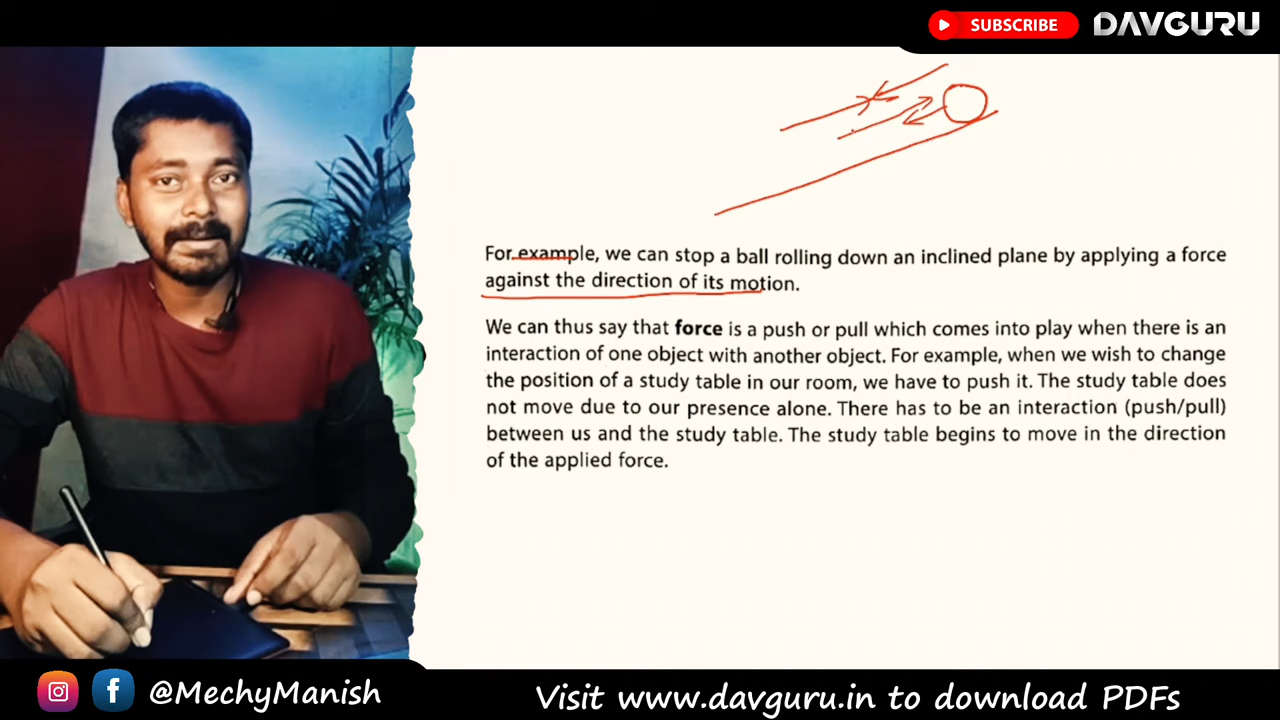 SUBSCRIBE
DAVGURU
For example, we can stop a ball rolling down an inclined plane by applying a force
against the direction of its motion.
We can thus say that force is a push or pull which comes into play when there is an
interaction of one object with another object. For example, when we wish to change
the position of a study table in our room, we have to push it. The study table does
not move due to our presence alone. There has to be an interaction (push/pull)
between us and the study table. The study table begins to move in the direction
of the applied force.
@MechyManish
Visit www.davguru.in to download PDFs